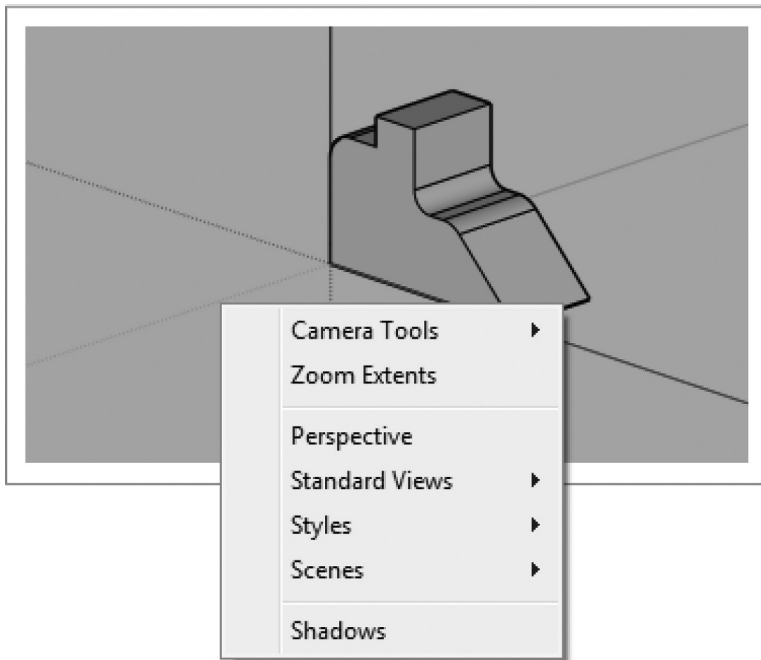 Camera Tools
Zoom Extents
Perspective
Standard Views
Styles
Scenes
Shadows